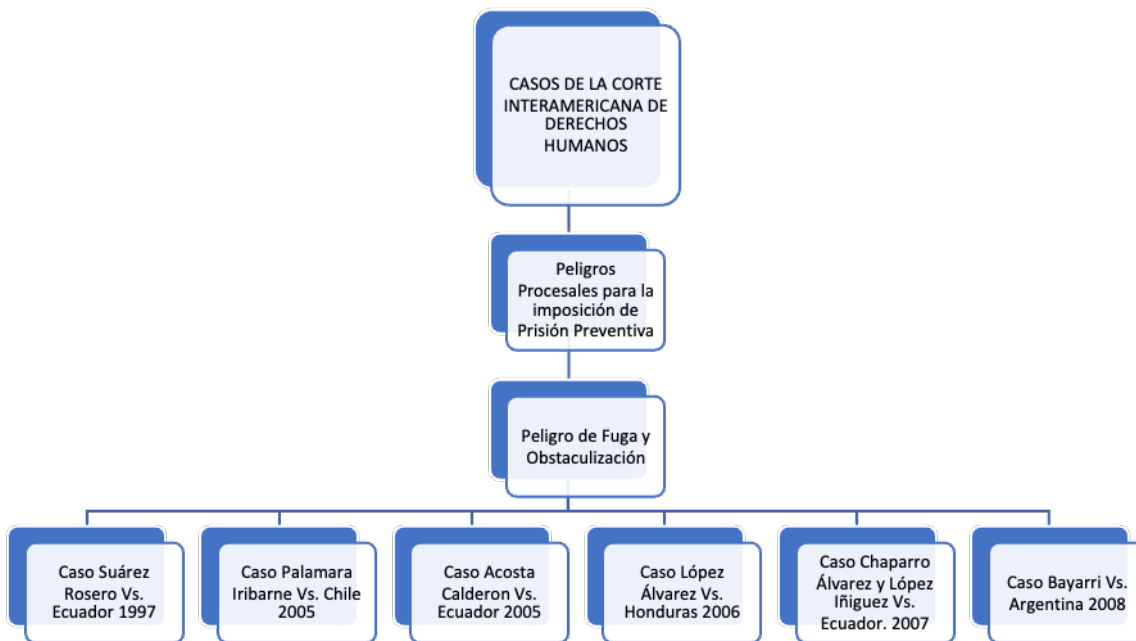 CASOS DE LA CORTE
INTERAMERICANA DE
DERECHOS
HUMANOS
Peligros
Procesales para la
imposición de
Prisión Preventiva
Peligro de Fuga y
Obstaculización
Caso Suárez
Rosero Vs.
Ecuador 1997
Caso Palamara
Iribarne Vs. Chile
2005
Caso Acosta
Calderon Vs.
Ecuador 2005
Caso López
Álvarez Vs.
Honduras 2006
Caso Chaparro
Álvarez y López
Iñiguez Vs.
Ecuador. 2007
Caso Bayarri Vs.
Argentina 2008